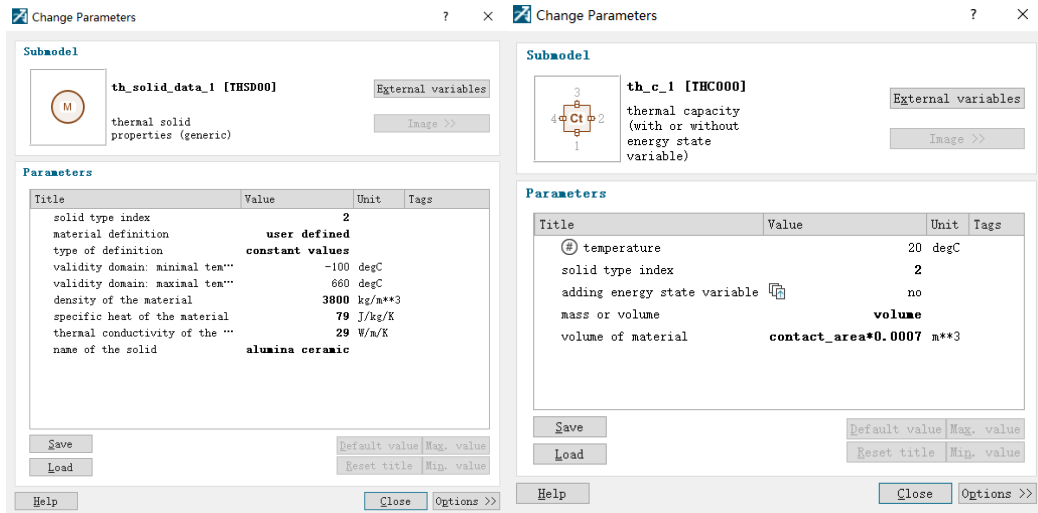 Change Parameters ? ×
Submodel
M
th_solid_data_1 [THSD00]
thermal solid
properties (generic)
External variables
Image >>
Parameters
Title Value Unit Tags
solid type index 2
material definition user defined
type of definition constant values
validity domain: minimal tem… -100 degC
validity domain: maximal tem… 660 degC
density of the material 3800 kg/m**3
specific heat of the material 79 J/kg/K
thermal conductivity of the … 29 W/m/K
name of the solid alumina ceramic
Save
Load
Default value Max. value
Reset title Min. value
Help
Close Options >>
Change Parameters ? ×
Submodel
3
4 Ct 2
1
th_c_1 [THC000]
thermal capacity
(with or without
energy state
variable)
External variables
Image >>
Parameters
Title Value Unit Tags
# temperature 20 degC
solid type index 2
adding energy state variable no
mass or volume volume
volume of material contact_area*0.0007 m**3
Save
Load
Default value Max. value
Reset title Min. value
Help
Close Options >>